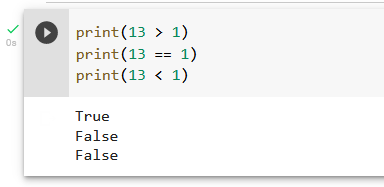 print(13 > 1)
0s
print(13 == 1)
print(13 < 1)
True
False
False